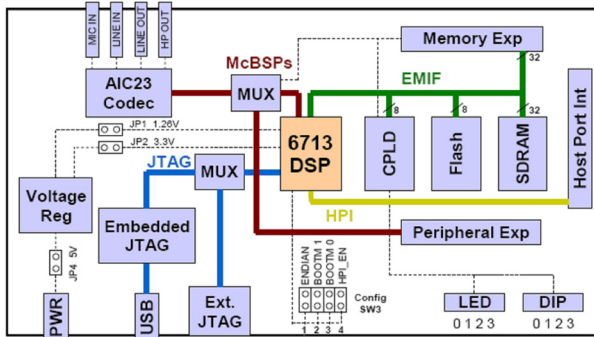 MIC IN
LINE IN
LINE OUT
HP OUT
AIC23
Codec
McBSPs
MUX
Memory Exp
32
EMIF
JP1 1.26V
JP2 3.3V
6713
DSP
8
CPLD
8
Flash
32
SDRAM
Host Port Int
JTAG
MUX
Voltage
Reg
Embedded
JTAG
HPI
Peripheral Exp
JP4 5V
ENDIAN
BOOTM 1
BOOTM 0
HPI_EN
Config
SW3
1 2 3 4
PWR
USB
Ext.
JTAG
LED
DIP
0 1 2 3
0 1 2 3